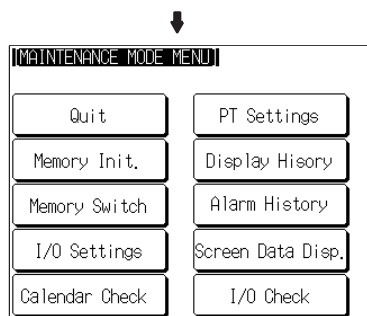 [MAINTENANCE MODE MENU]
Quit
PT Settings
Memory Init.
Display Hisory
Memory Switch
Alarm History
I/O Settings
Screen Data Disp.
Calendar Check
I/O Check